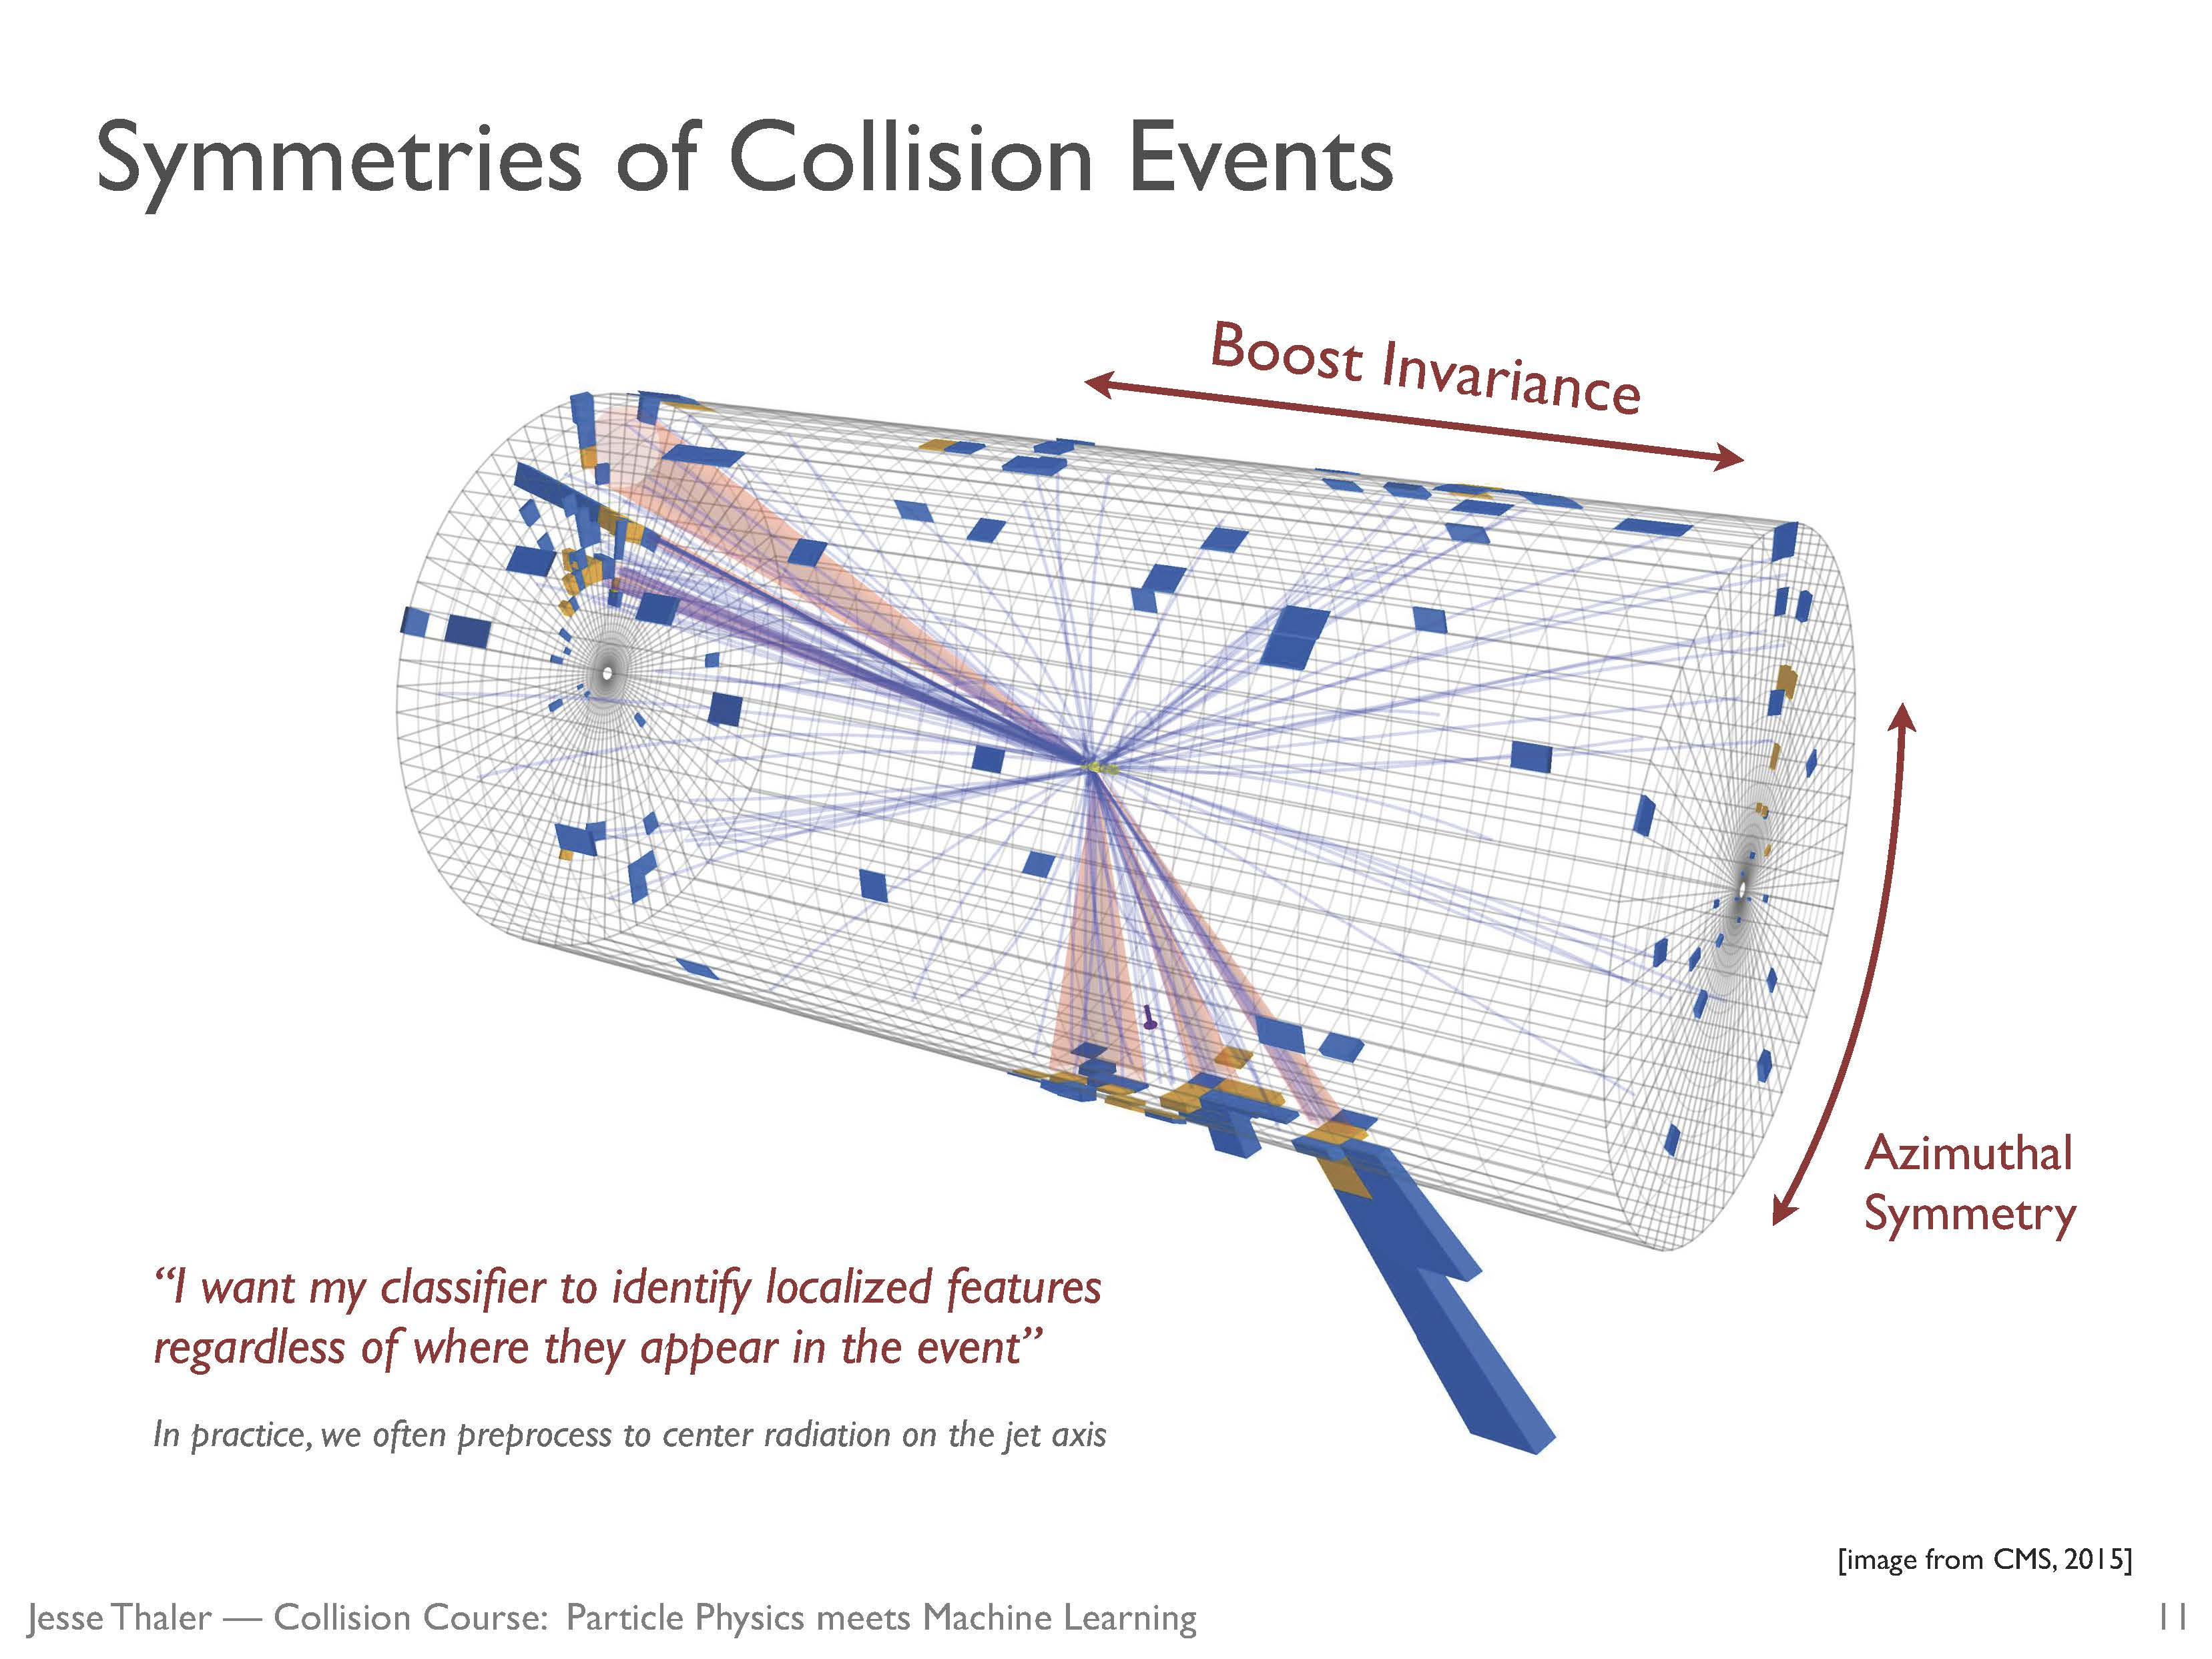 Symmetries of Collision Events
Boost Invariance
Azimuthal
Symmetry
“I want my classifier to identify localized features
regardless of where they appear in the event”
In practice, we often preprocess to center radiation on the jet axis
[image from CMS, 2015]
Jesse Thaler — Collision Course: Particle Physics meets Machine Learning
11